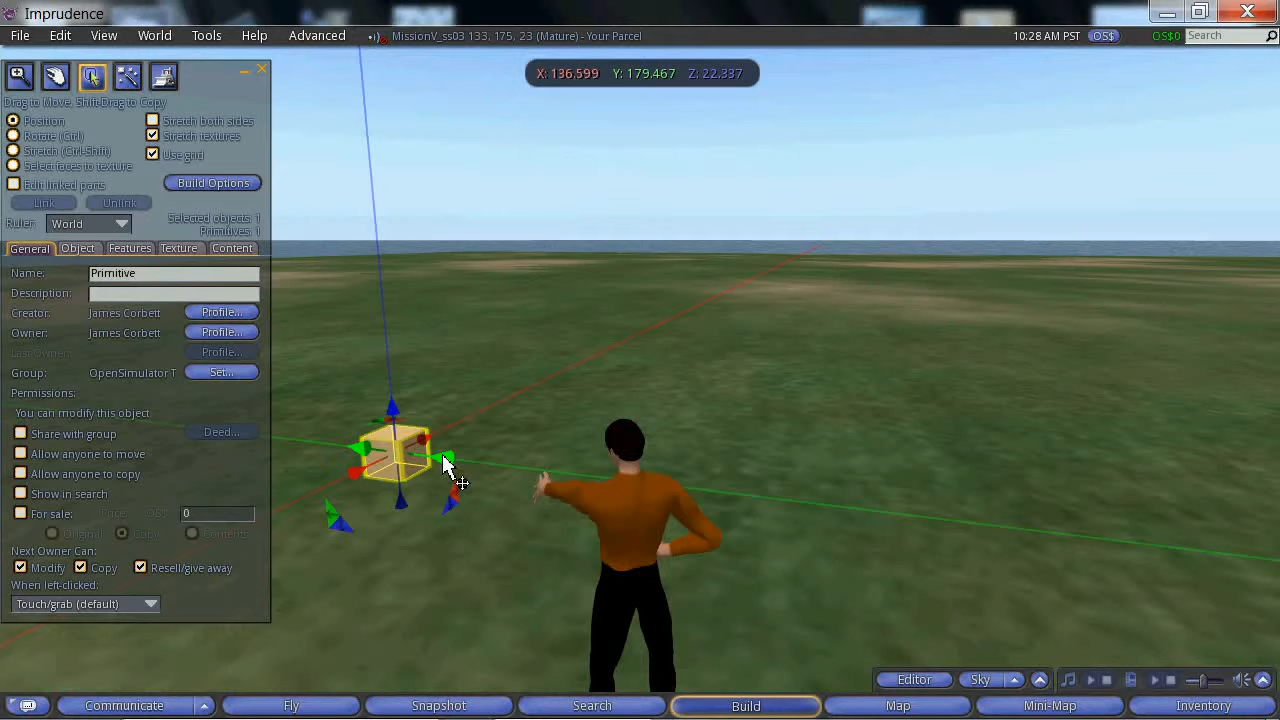 Imprudence
File Edit View World Tools Help Advanced MissionV_ss03 133, 175, 23 (Mature) - Your Parcel 10:28 AM PST OS$ OS$0 Search
X: 136.599 Y: 179.467 Z: 22.337
Drag to Move, Shift-Drag to Copy
Position Stretch both sides
Rotate (Ctrl) Stretch textures
Stretch (Ctrl-Shift) Use grid
Select faces to texture
Edit linked parts Build Options
Link Unlink
Ruler: World Selected objects: 1
Primitives: 1
General Object Features Texture Content
Name: Primitive
Description:
Creator: James Corbett Profile...
Owner: James Corbett Profile...
Last Owner: Profile...
Group: OpenSimulator T Set...
Permissions:
You can modify this object
Share with group Deed...
Allow anyone to move
Allow anyone to copy
Show in search
For sale: Price: OS$ 0
Original Copy Contents
Next Owner Can:
Modify Copy Resell/give away
When left-clicked:
Touch/grab (default)
Editor Sky
Communicate Fly Snapshot Search Build Map Mini-Map Inventory